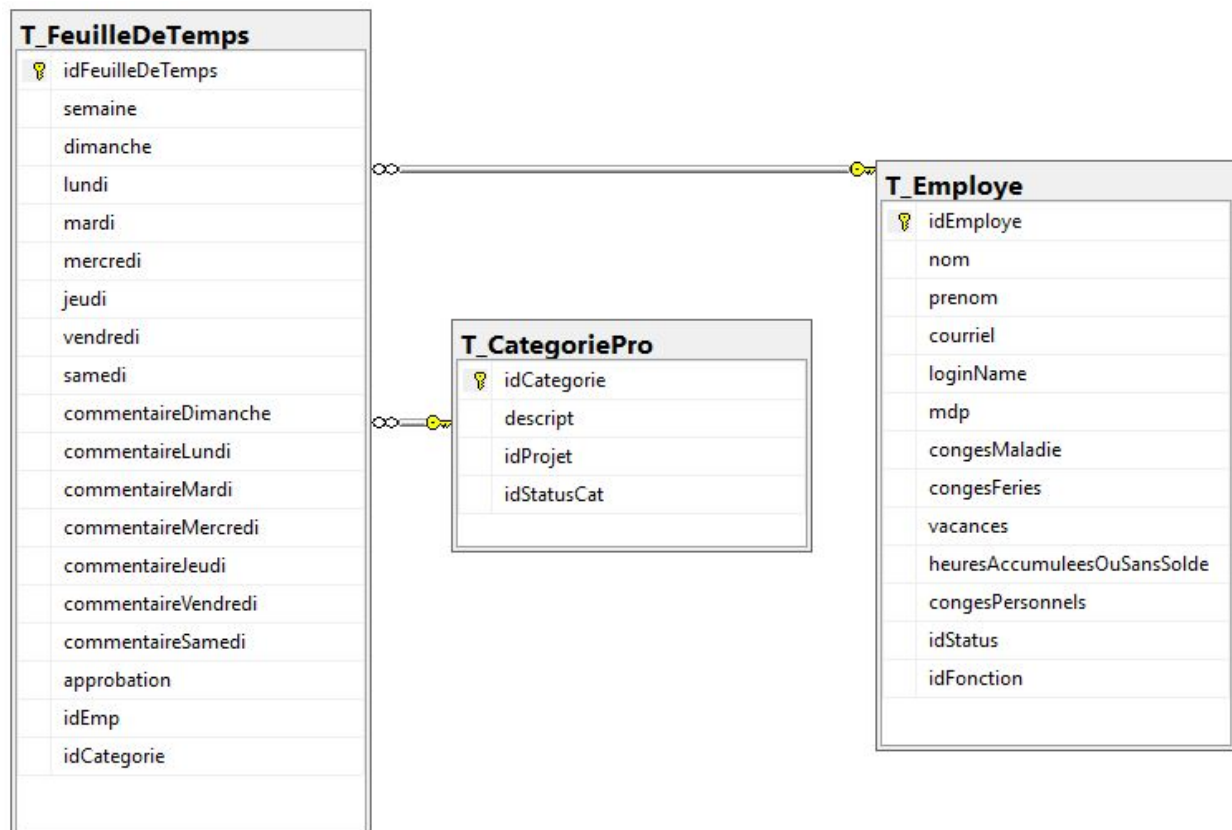 T_FeuilleDeTemps
idFeuilleDeTemps
semaine
dimanche
lundi
mardi
mercredi
jeudi
vendredi
samedi
commentaireDimanche
commentaireLundi
commentaireMardi
commentaireMercredi
commentaireJeudi
commentaireVendredi
commentaireSamedi
approbation
idEmp
idCategorie
T_CategoriePro
idCategorie
descript
idProjet
idStatusCat
T_Employe
idEmploye
nom
prenom
courriel
loginName
mdp
congesMaladie
congesFeries
vacances
heuresAccumuleesOuSansSolde
congesPersonnels
idStatus
idFonction